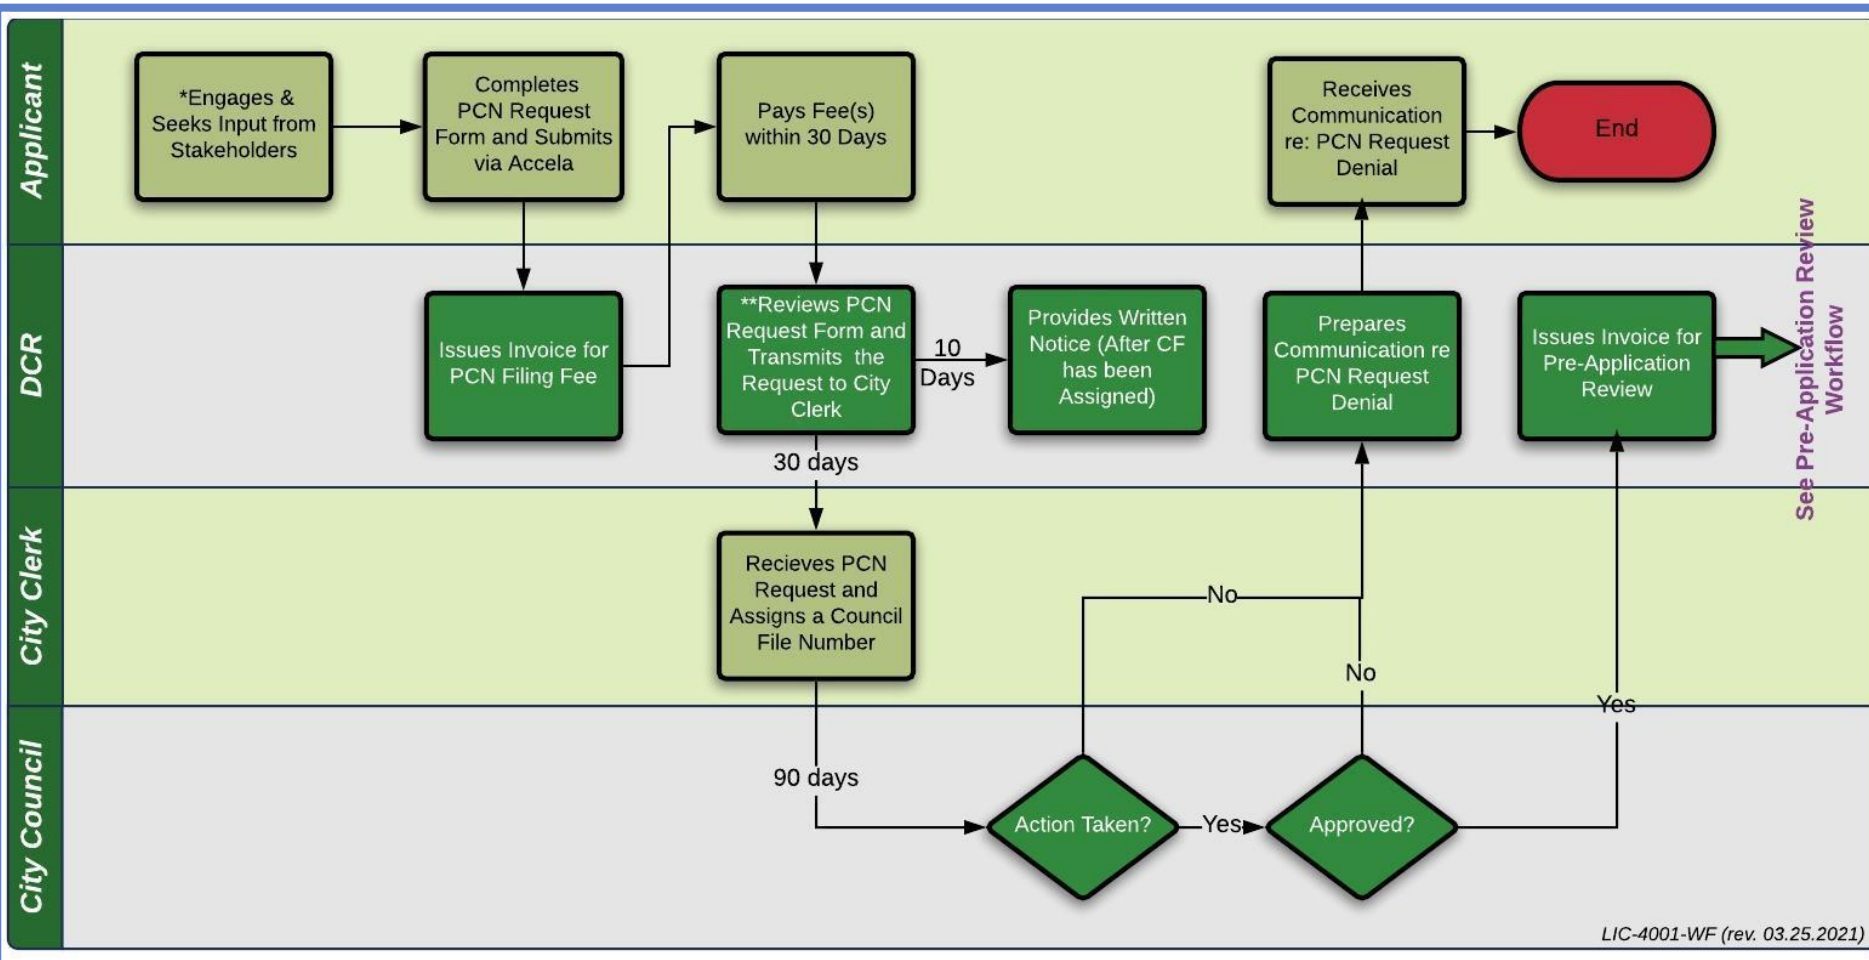 Applicant
*Engages &
Seeks Input from
Stakeholders
Completes
PCN Request
Form and Submits
via Accela
Pays Fee(s)
within 30 Days
Receives
Communication
re: PCN Request
Denial
End
DCR
Issues Invoice for
PCN Filing Fee
**Reviews PCN
Request Form and
Transmits the
Request to City
Clerk
10
Days
Provides Written
Notice (After CF
has been
Assigned)
Prepares
Communication re
PCN Request
Denial
Issues Invoice for
Pre-Application
Review
See Pre-Application Review
Workflow
30 days
City Clerk
Recieves PCN
Request and
Assigns a Council
File Number
No
No
Yes
City Council
90 days
Action Taken?
Yes
Approved?
LIC-4001-WF (rev. 03.25.2021)